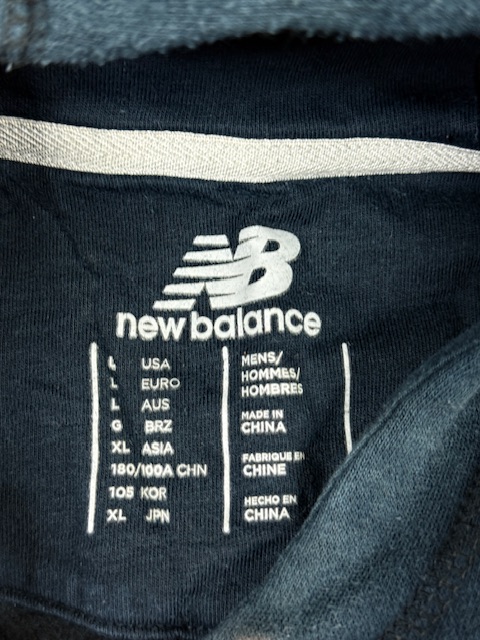 NB
new balance
L USA
L EURO
L AUS
G BRZ
XL ASIA
180/100A CHN
105 KOR
XL JPN
MENS/
HOMMES/
HOMBRES
MADE IN
CHINA
FABRIQUE EN
CHINE
HECHO EN
CHINA